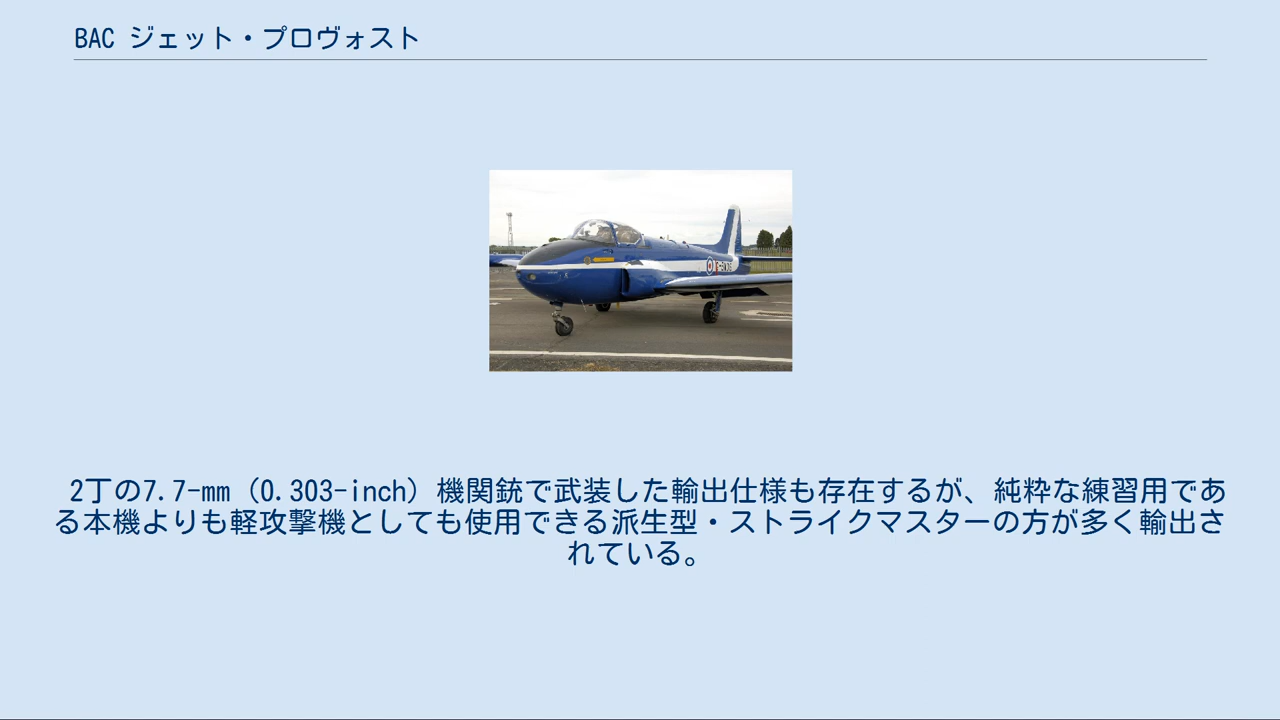 BAC ジェット・プロヴォスト
2丁の7.7-mm（0.303-inch）機関銃で武装した輸出仕様も存在するが、純粋な練習用であ
る本機よりも軽攻撃機としても使用できる派生型・ストライクマスターの方が多く輸出さ
れている。